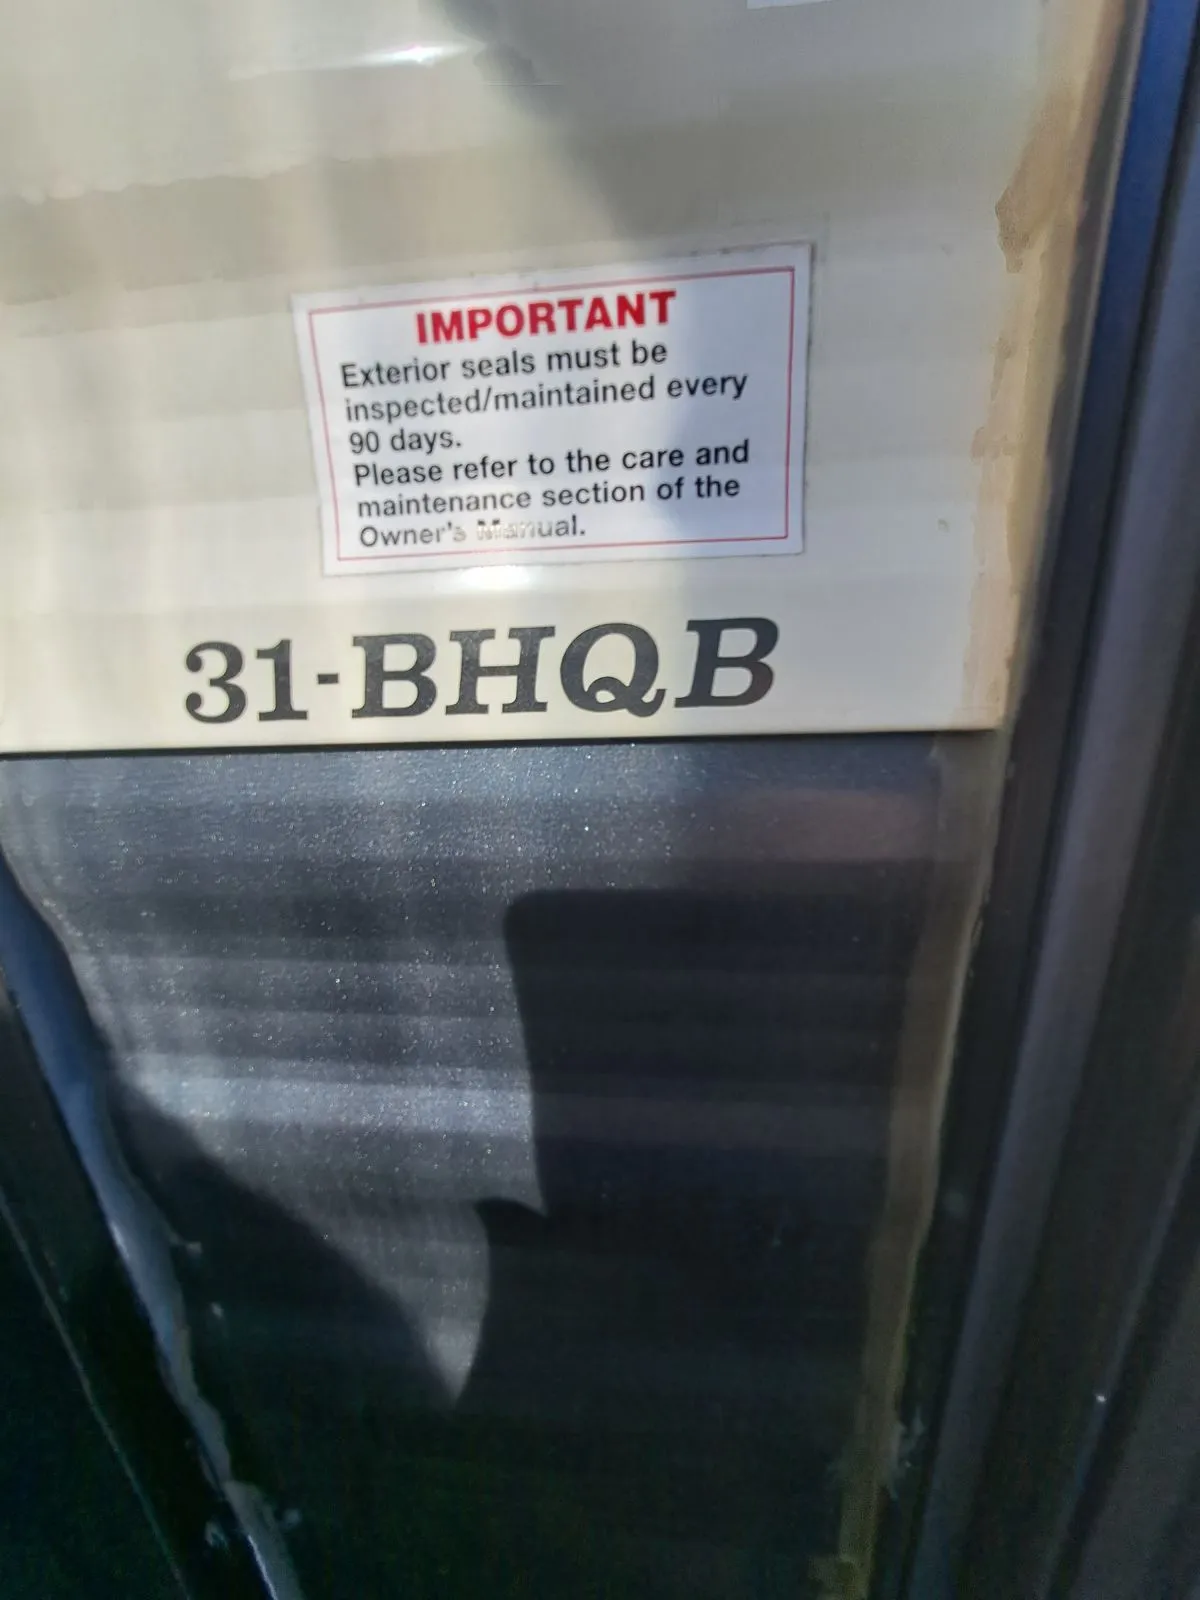 IMPORTANT
Exterior seals must be
inspected/maintained every
90 days.
Please refer to the care and
maintenance section of the
Owner's Manual.
31-BHQB